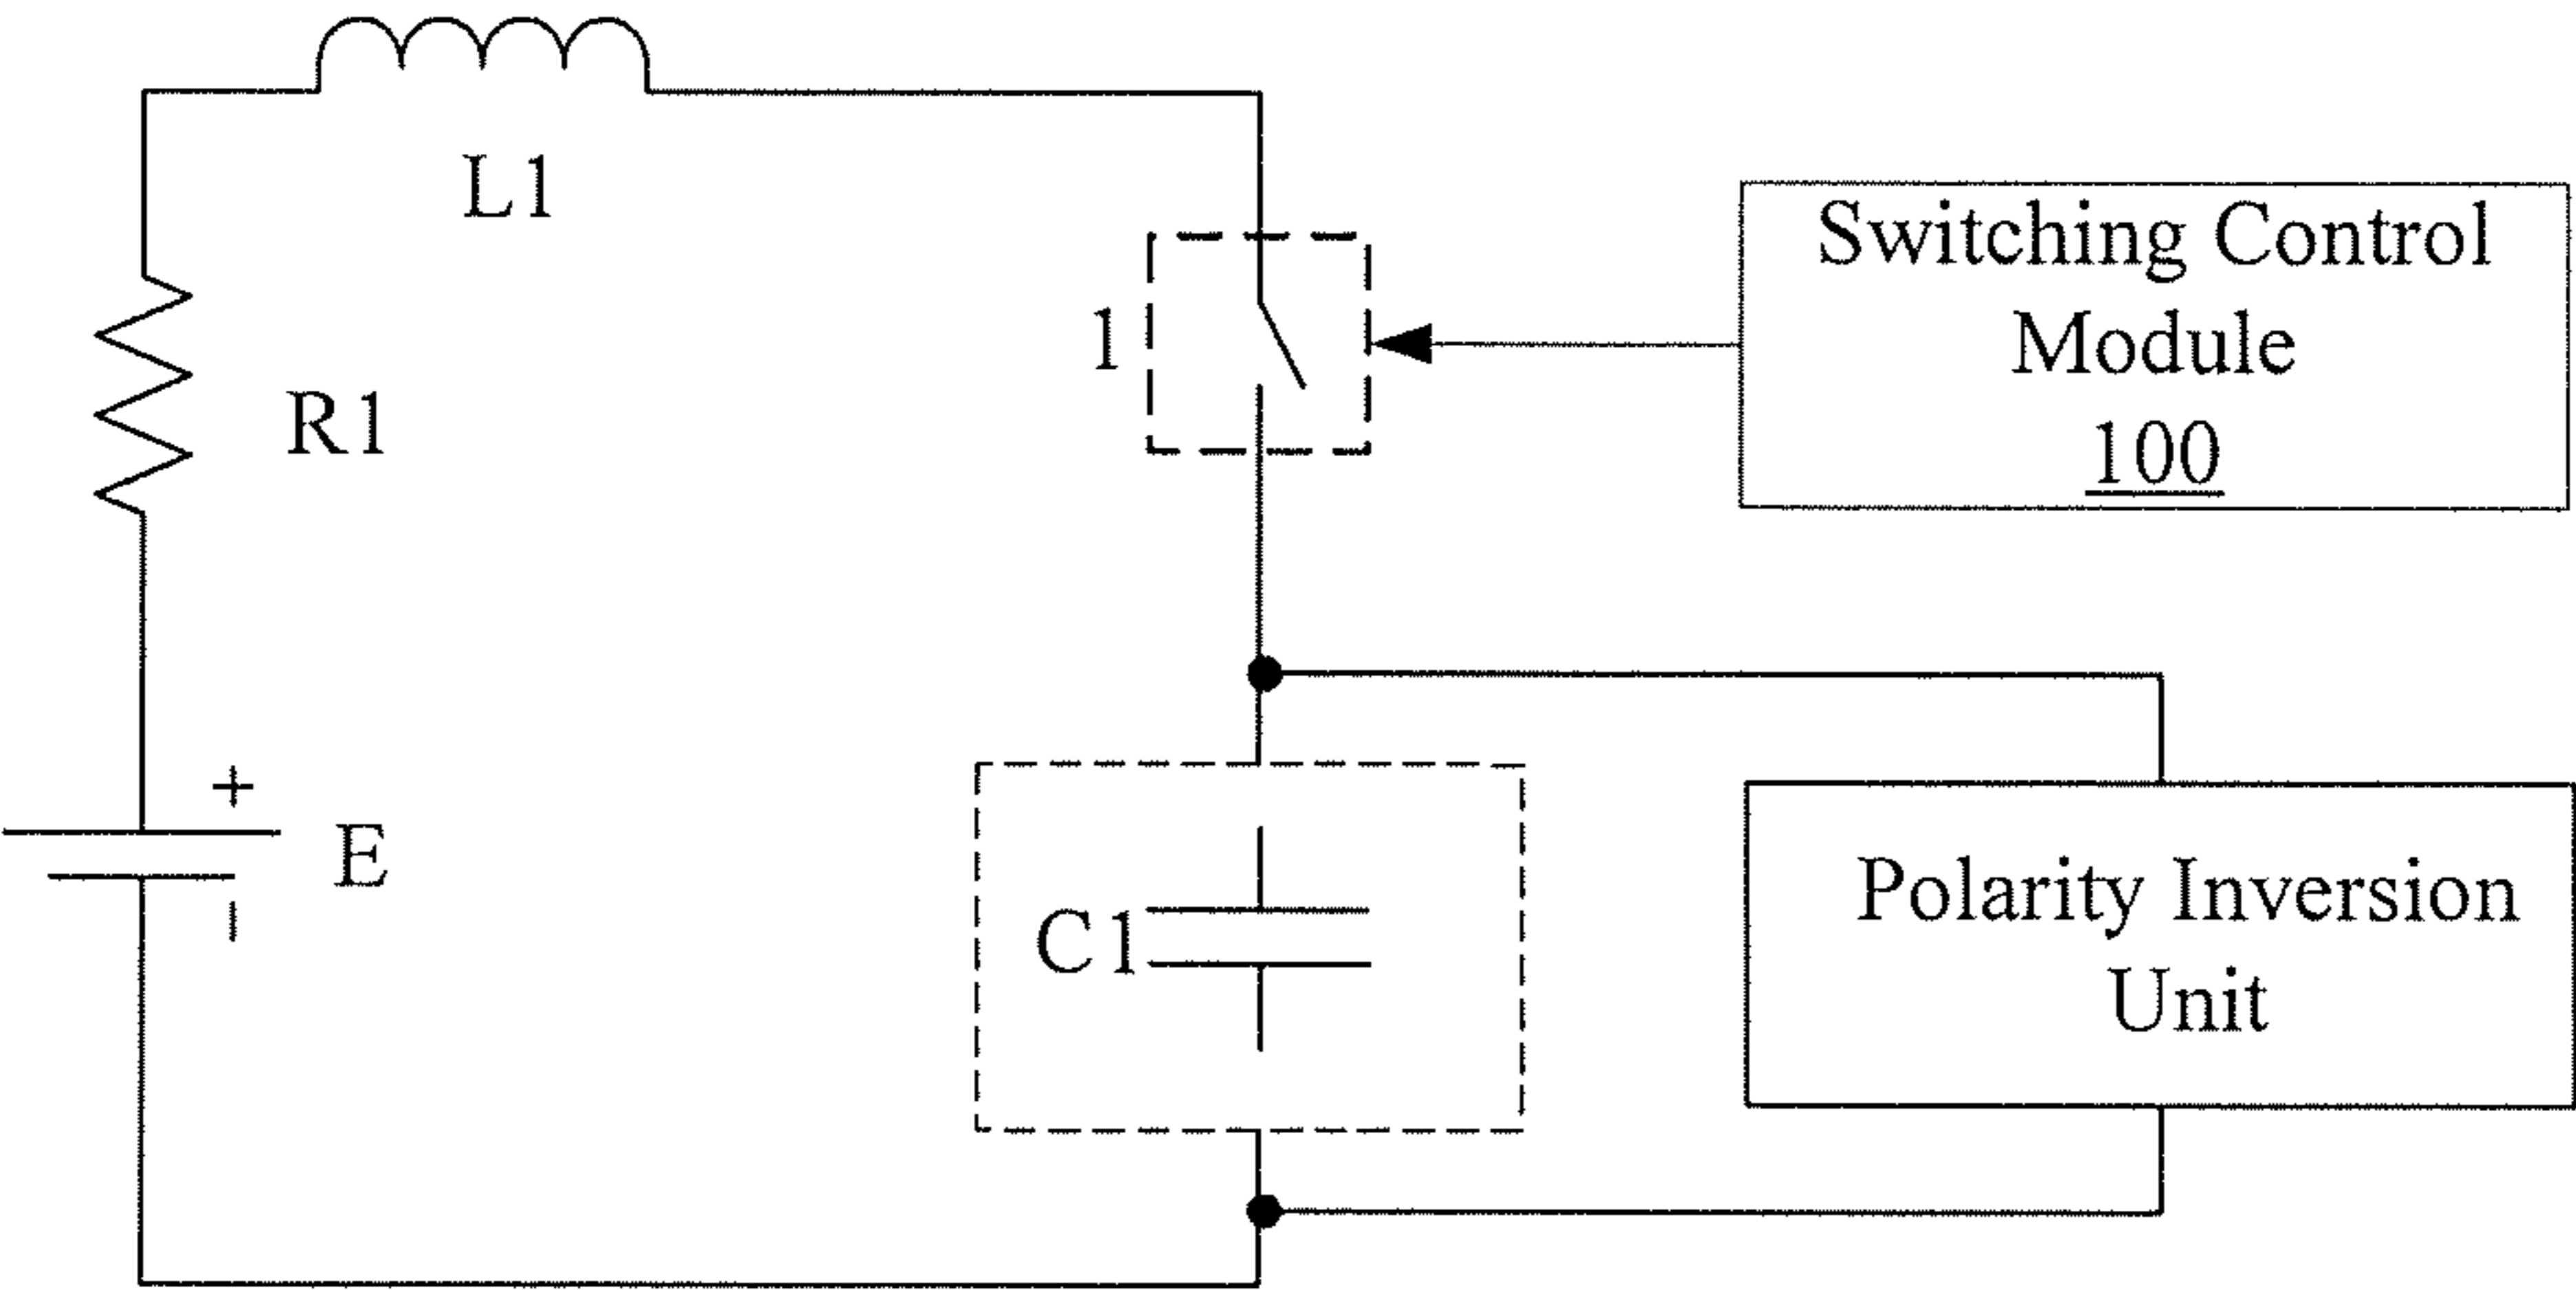 L1
R1
1
Switching Control
Module
100
+
E
−
C1
Polarity Inversion
Unit